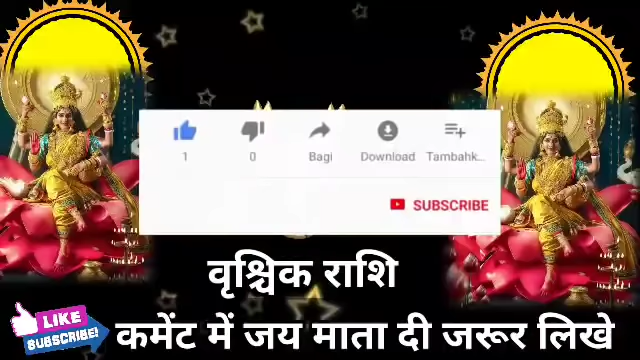 1 0 Bagi Download Tambahk...
SUBSCRIBE
वृश्चिक राशि
LIKE
SUBSCRIBE!
कमेंट में जय माता दी जरूर लिखे